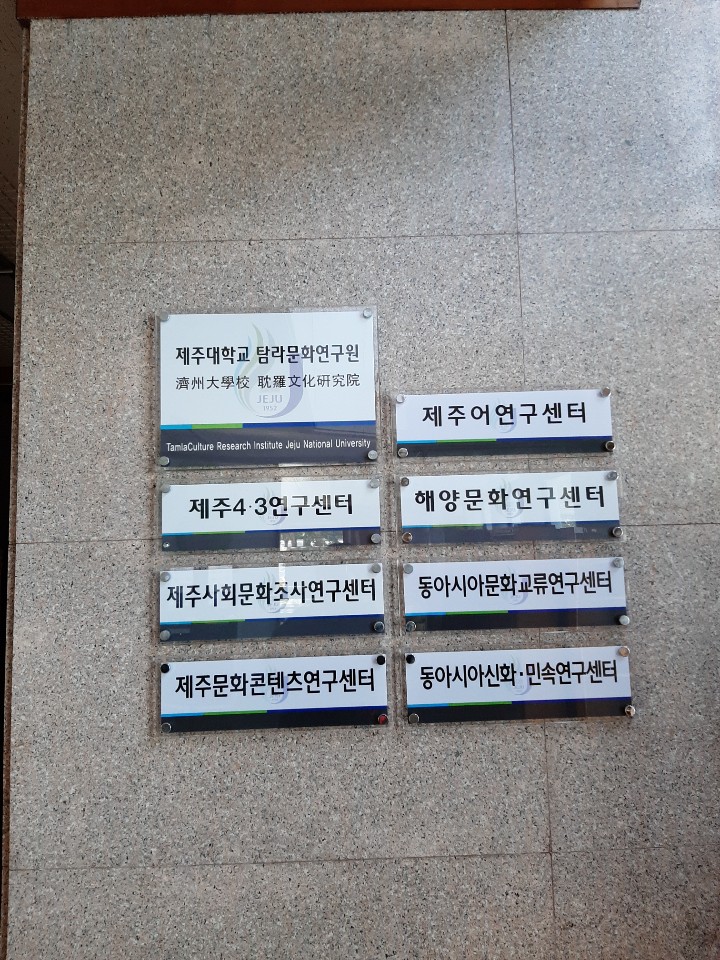 제주대학교 탐라문화연구원
濟州大學校 耽羅文化硏究院
JEJU
1952
TamlaCulture Research Institute Jeju National University
제주4·3연구센터
제주사회문화조사연구센터
제주문화콘텐츠연구센터
제주어연구센터
해양문화연구센터
동아시아문화교류연구센터
동아시아신화·민속연구센터